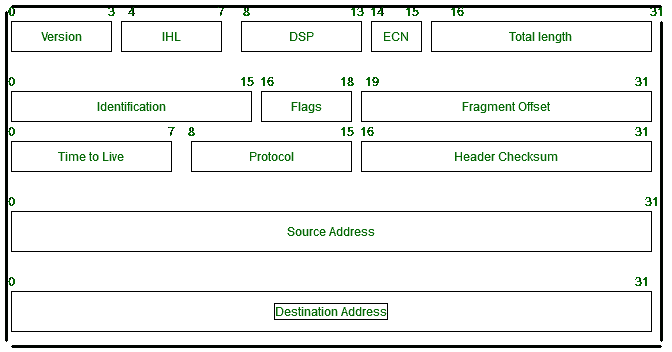 0 3 4 7 8 13 14 15 16 31
Version IHL DSP ECN Total length
0 15 16 18 19 31
Identification Flags Fragment Offset
0 7 8 15 16 31
Time to Live Protocol Header Checksum
0 31
Source Address
0 31
Destination Address